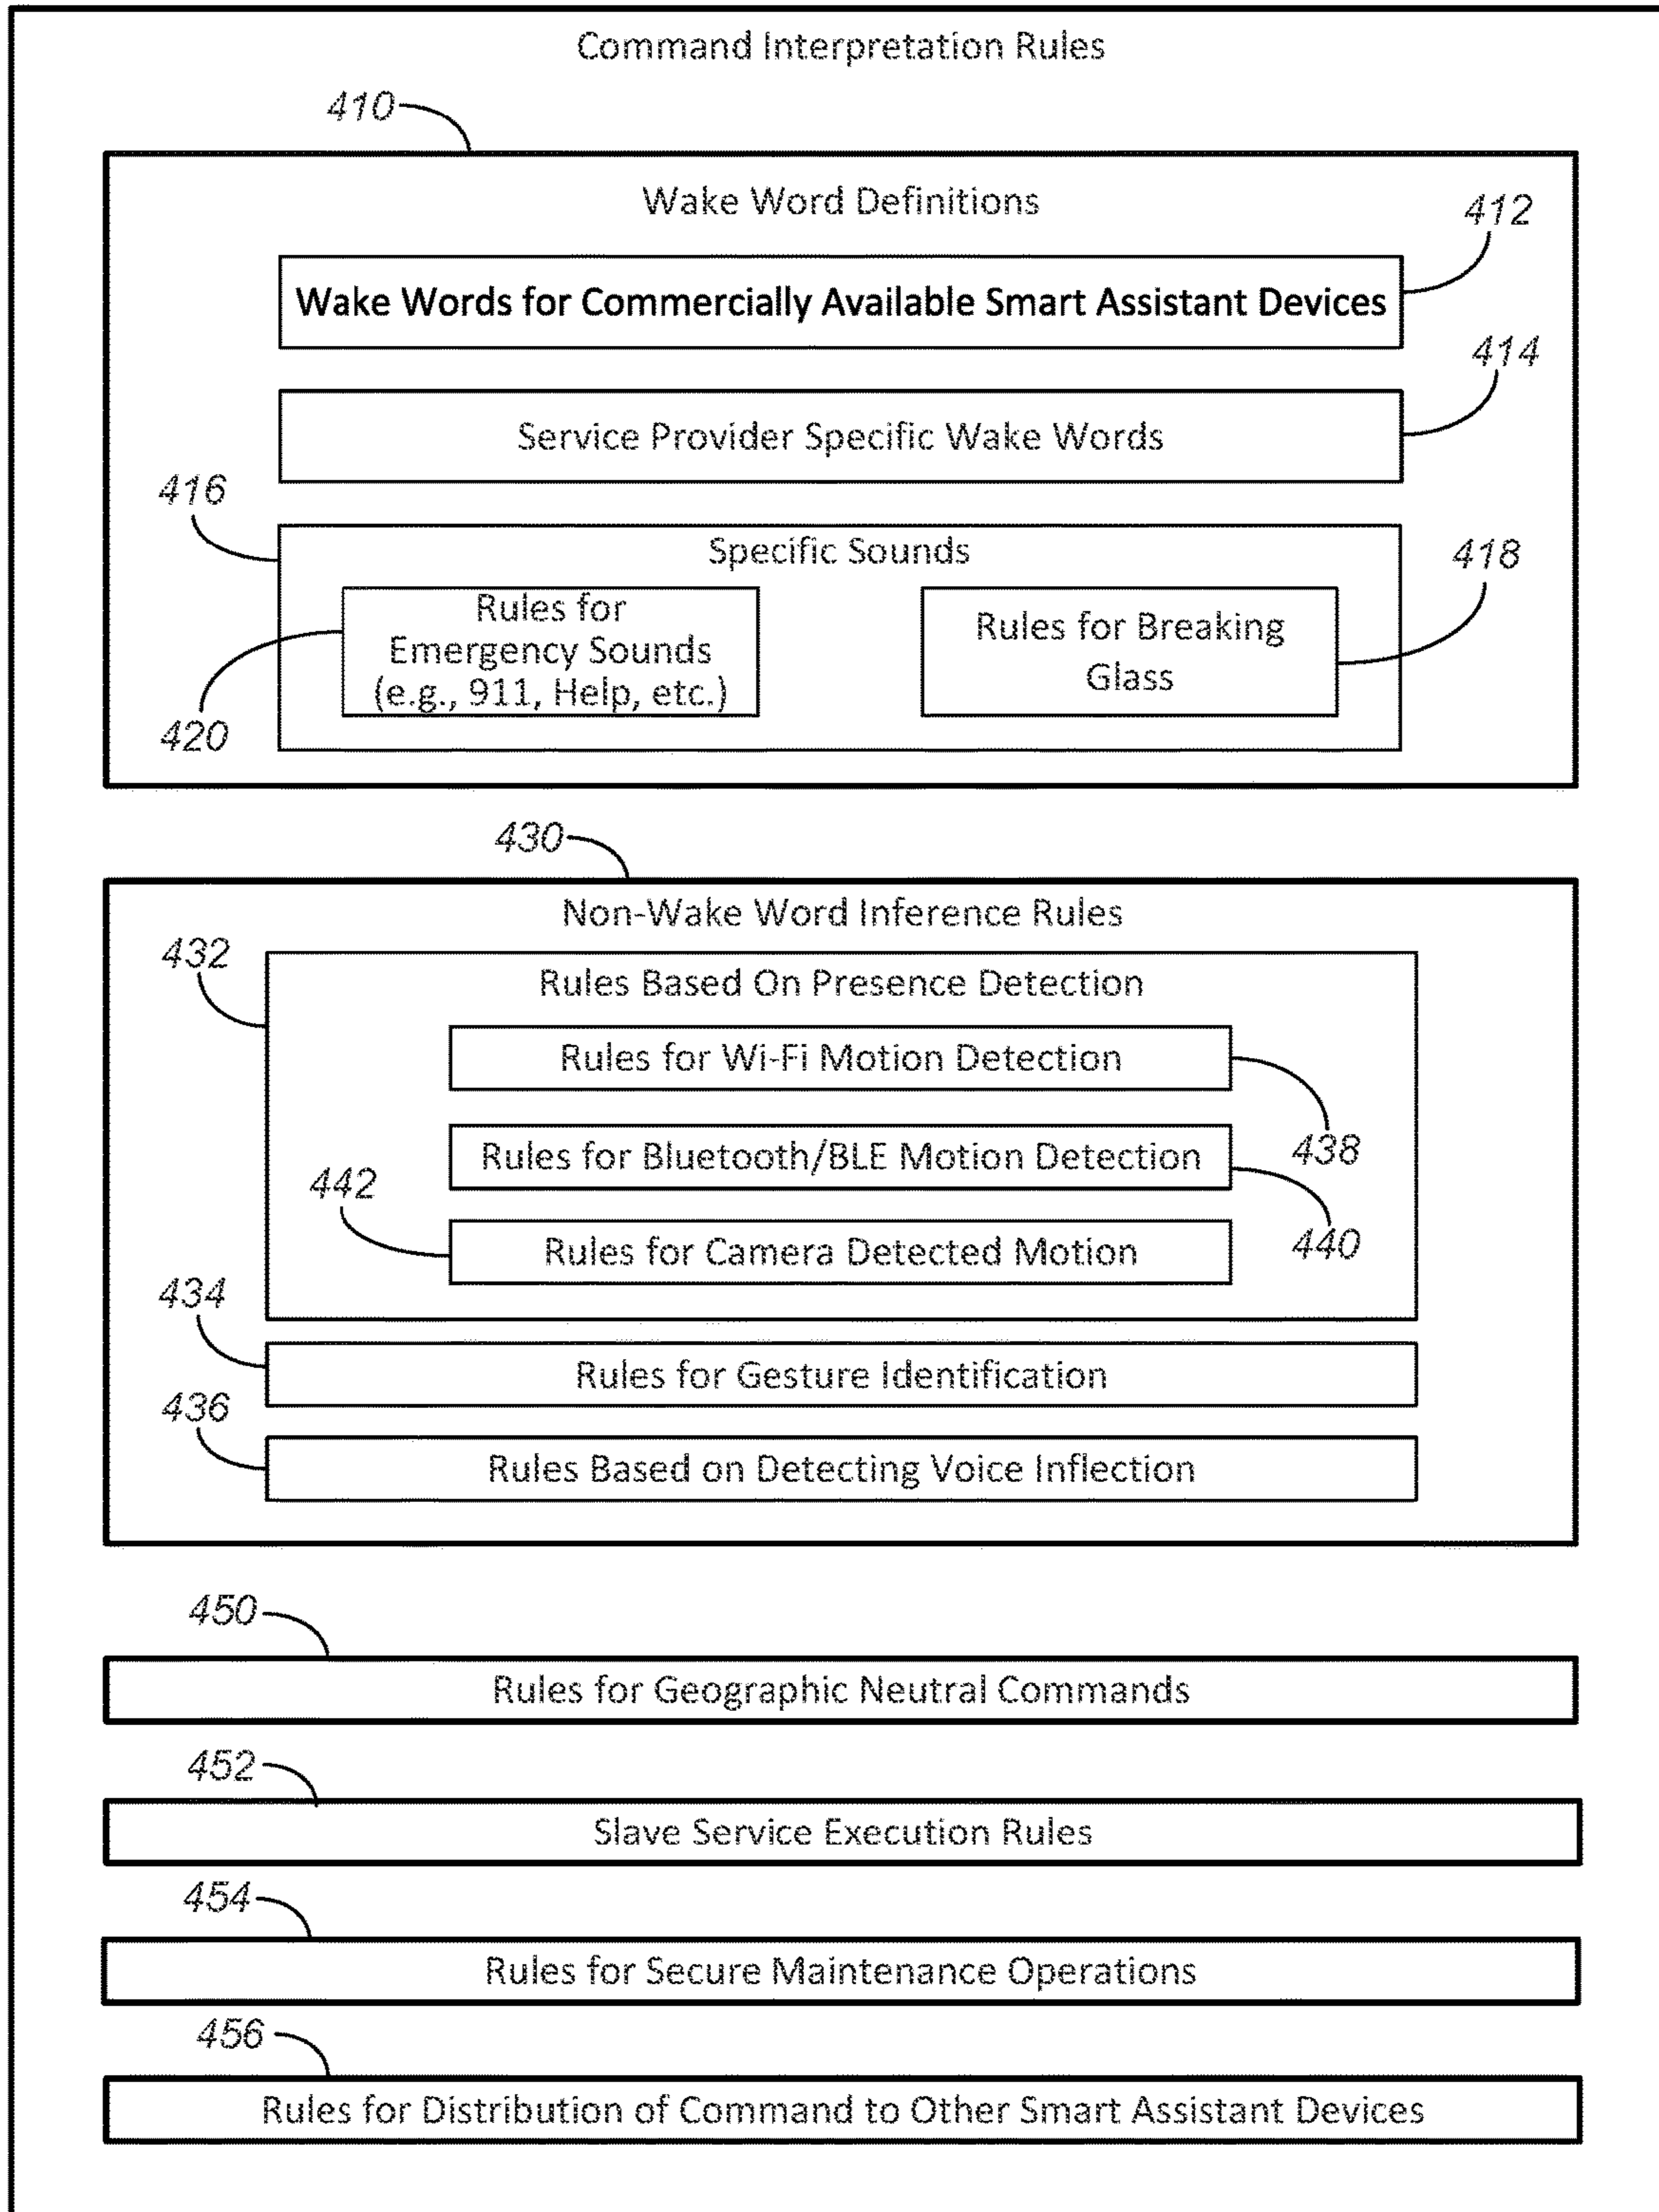 Command Interpretation Rules
410
Wake Word Definitions
412
Wake Words for Commercially Available Smart Assistant Devices
414
Service Provider Specific Wake Words
416
Specific Sounds
418
Rules for
Emergency Sounds
(e.g., 911, Help, etc.)
Rules for Breaking
Glass
420
430
Non-Wake Word Inference Rules
432
Rules Based On Presence Detection
Rules for Wi-Fi Motion Detection
438
Rules for Bluetooth/BLE Motion Detection
442
440
Rules for Camera Detected Motion
434
Rules for Gesture Identification
436
Rules Based on Detecting Voice Inflection
450
Rules for Geographic Neutral Commands
452
Slave Service Execution Rules
454
Rules for Secure Maintenance Operations
456
Rules for Distribution of Command to Other Smart Assistant Devices